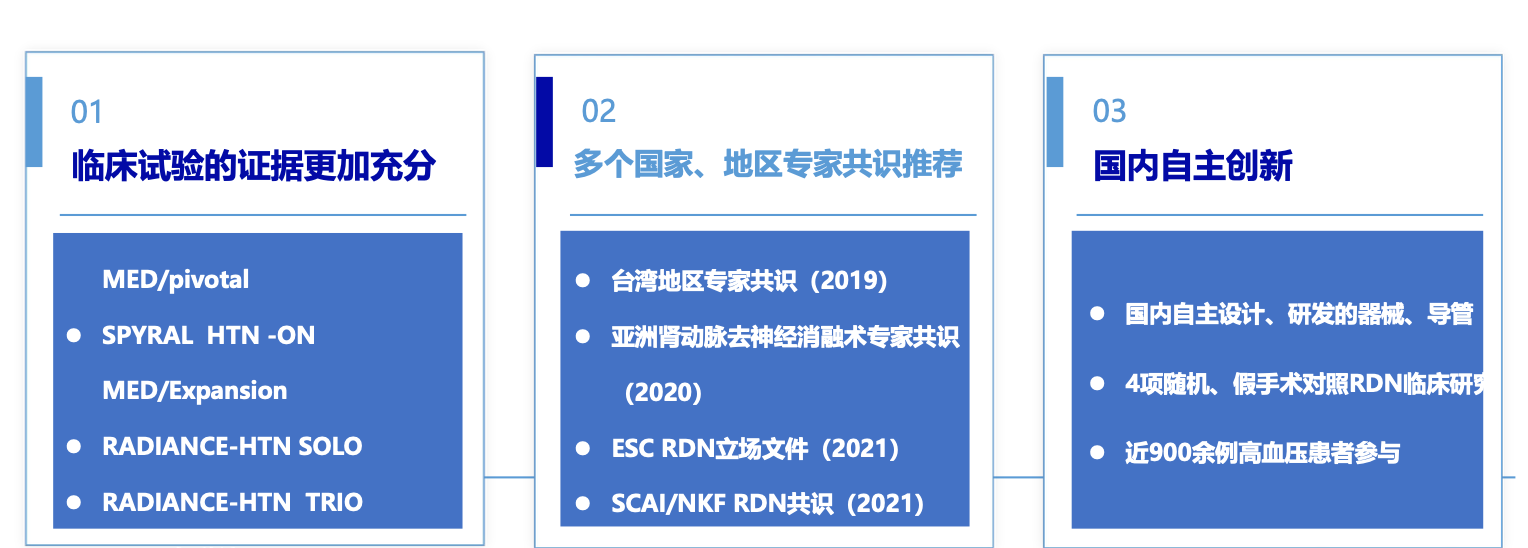 01
临床试验的证据更加充分
MED/pivotal
● SPYRAL HTN -ON
MED/Expansion
● RADIANCE-HTN SOLO
● RADIANCE-HTN TRIO
02
多个国家、地区专家共识推荐
● 台湾地区专家共识（2019）
● 亚洲肾动脉去神经消融术专家共识
（2020）
● ESC RDN立场文件（2021）
● SCAI/NKF RDN共识（2021）
03
国内自主创新
● 国内自主设计、研发的器械、导管
● 4项随机、假手术对照RDN临床研究
● 近900余例高血压患者参与